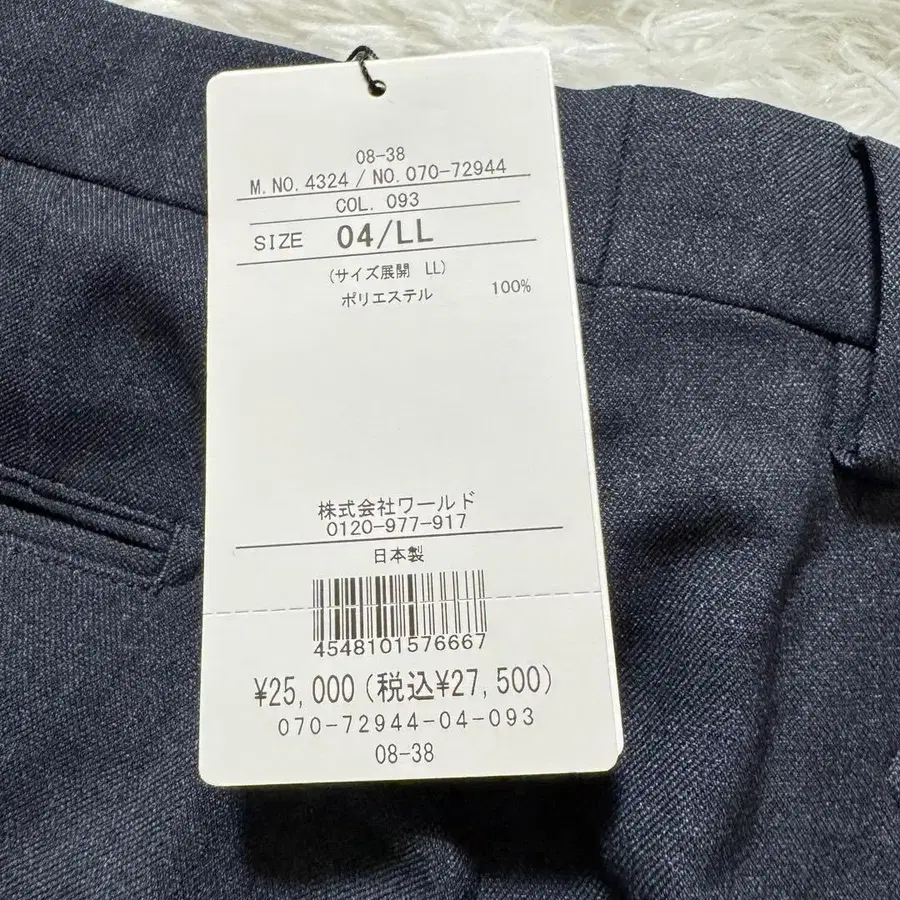 08-38
M.NO.4324 / NO.070-72944
COL. 093
SIZE 04/LL
(サイズ展開 LL)
ポリエステル 100%
株式会社ワールド
0120-977-917
日本製
4548101576667
¥25,000(税込¥27,500)
070-72944-04-093
08-38